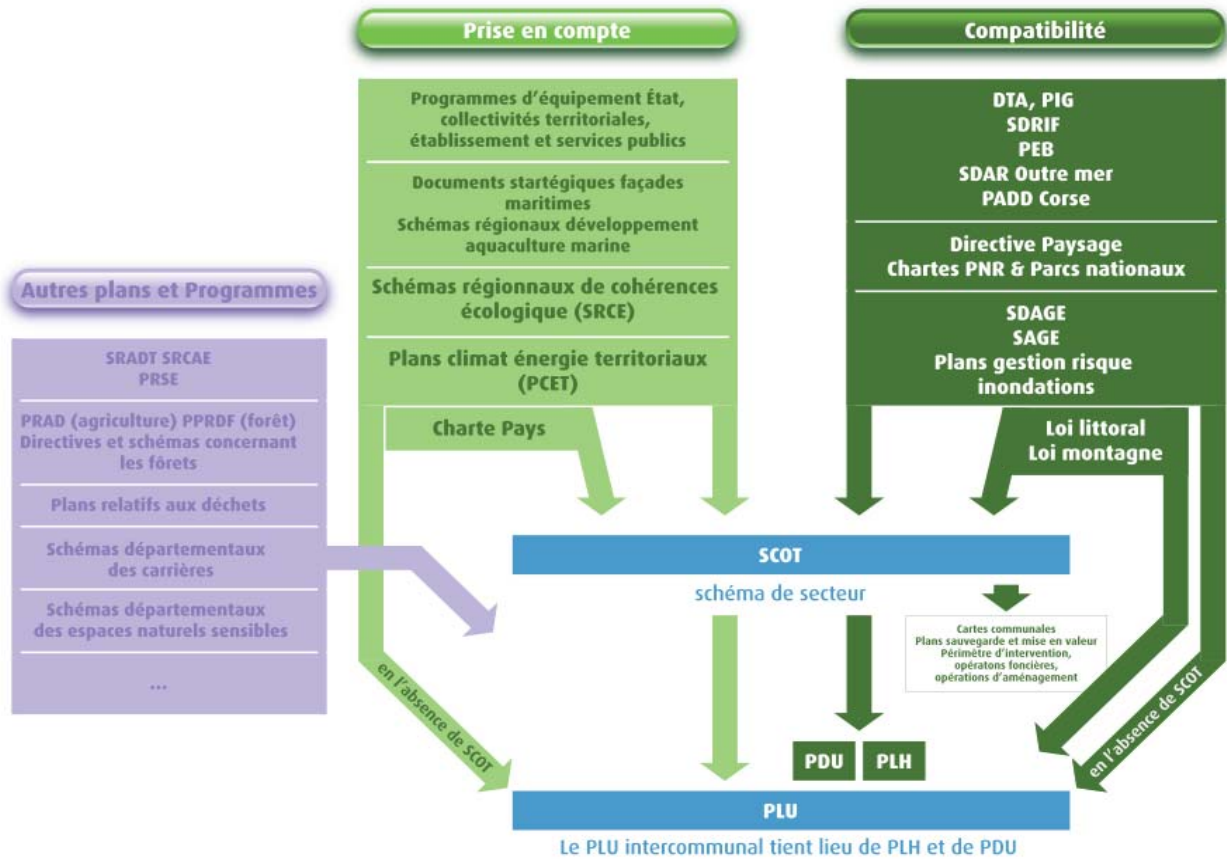 Prise en compte
Programmes d'équipement État,
collectivités territoriales,
établissement et services publics
Documents startégiques façades
maritimes
Schémas régionaux développement
aquaculture marine
Schémas régionnaux de cohérences
écologique (SRCE)
Plans climat énergie territoriaux
(PCET)
Charte Pays
en l'absence de SCOT
Compatibilité
DTA, PIG
SDRIF
PEB
SDAR Outre mer
PADD Corse
Directive Paysage
Chartes PNR & Parcs nationaux
SDAGE
SAGE
Plans gestion risque
inondations
Loi littoral
Loi montagne
en l'absence de SCOT
Autres plans et Programmes
SRADT SRCAE
PRSE
PRAD (agriculture) PPRDF (forêt)
Directives et schémas concernant
les fôrets
Plans relatifs aux déchets
Schémas départementaux
des carrières
Schémas départementaux
des espaces naturels sensibles
...
SCOT
schéma de secteur
Cartes communales
Plans sauvegarde et mise en valeur
Périmètre d'intervention,
opératons foncières,
opérations d'aménagement
PDU
PLH
PLU
Le PLU intercommunal tient lieu de PLH et de PDU